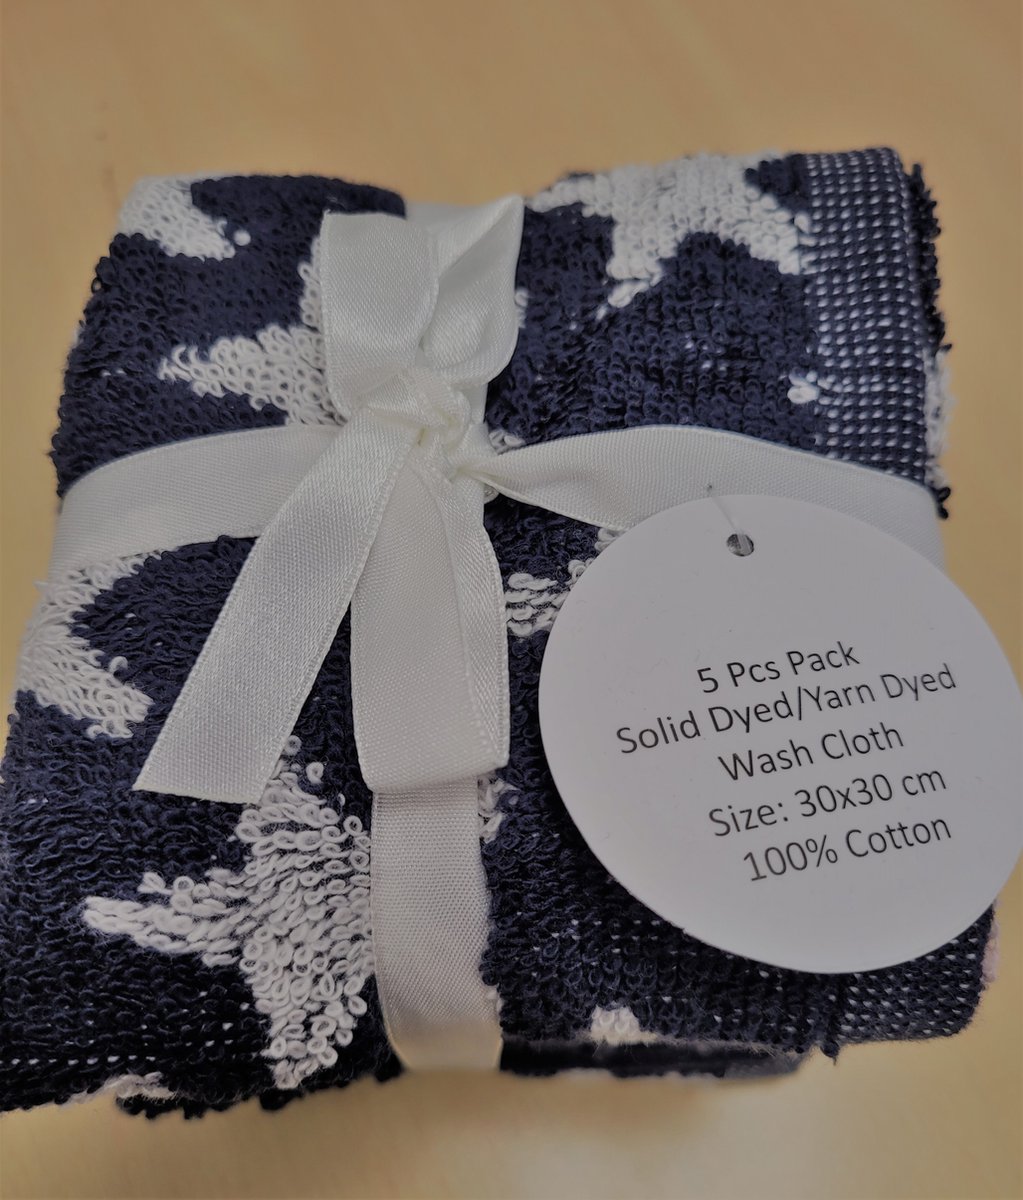 5 Pcs Pack
Solid Dyed/Yarn Dyed
Wash Cloth
Size: 30x30 cm
100% Cotton